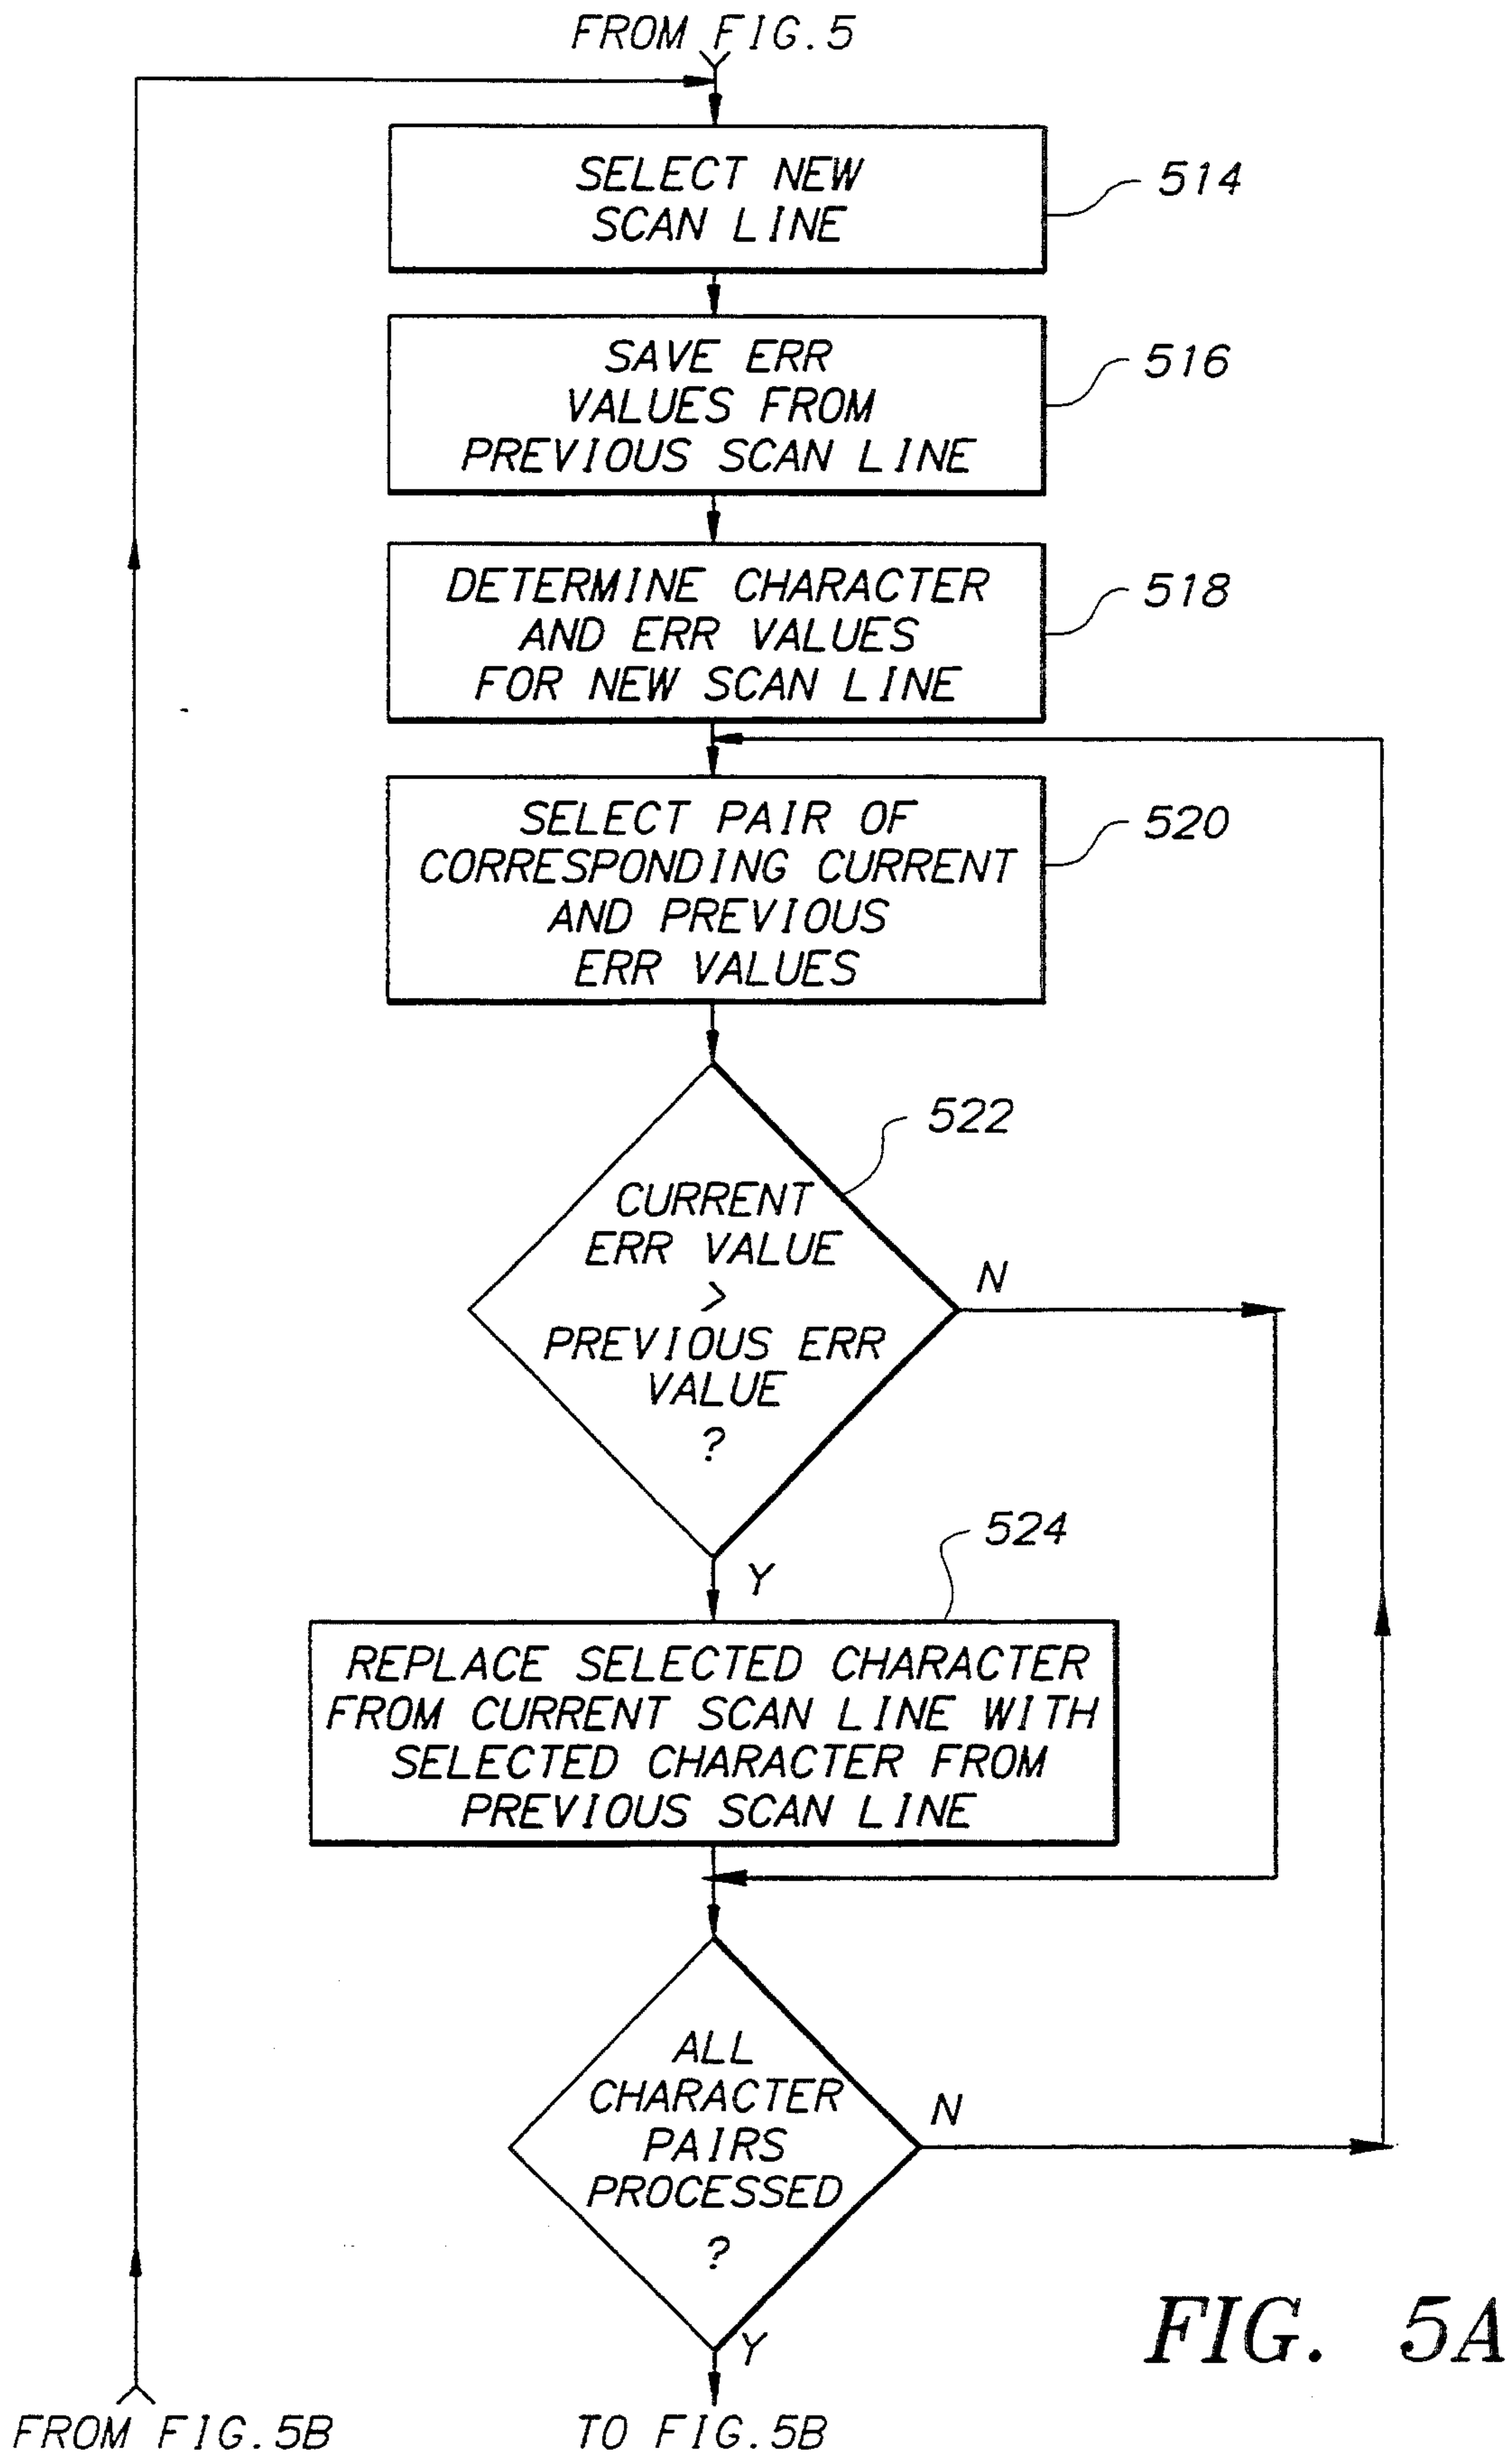 FROM FIG.5
SELECT NEW
SCAN LINE
514
SAVE ERR
VALUES FROM
PREVIOUS SCAN LINE
516
DETERMINE CHARACTER
AND ERR VALUES
FOR NEW SCAN LINE
518
SELECT PAIR OF
CORRESPONDING CURRENT
AND PREVIOUS
ERR VALUES
520
522
CURRENT
ERR VALUE
>
PREVIOUS ERR
VALUE
?
N
Y
524
REPLACE SELECTED CHARACTER
FROM CURRENT SCAN LINE WITH
SELECTED CHARACTER FROM
PREVIOUS SCAN LINE
ALL
CHARACTER
PAIRS
PROCESSED
?
N
Y
FIG. 5A
FROM FIG.5B
TO FIG.5B